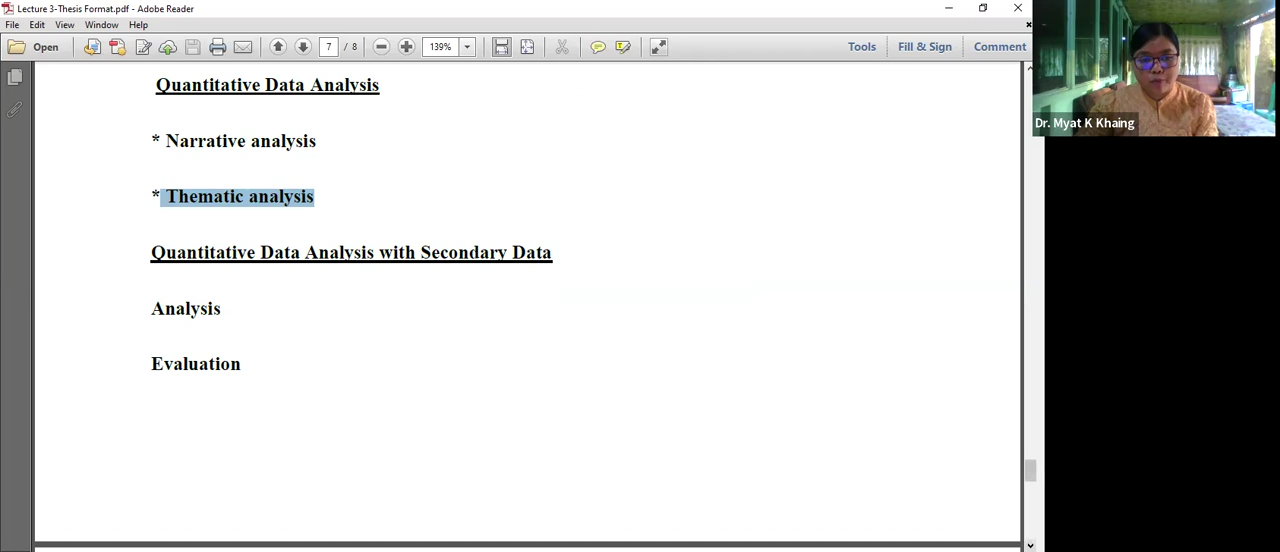 Lecture 3-Thesis Format.pdf - Adobe Reader
File Edit View Window Help
Open 7 / 8 139% Tools Fill & Sign Comment
Quantitative Data Analysis
* Narrative analysis
* Thematic analysis
Quantitative Data Analysis with Secondary Data
Analysis
Evaluation
Dr. Myat K Khaing